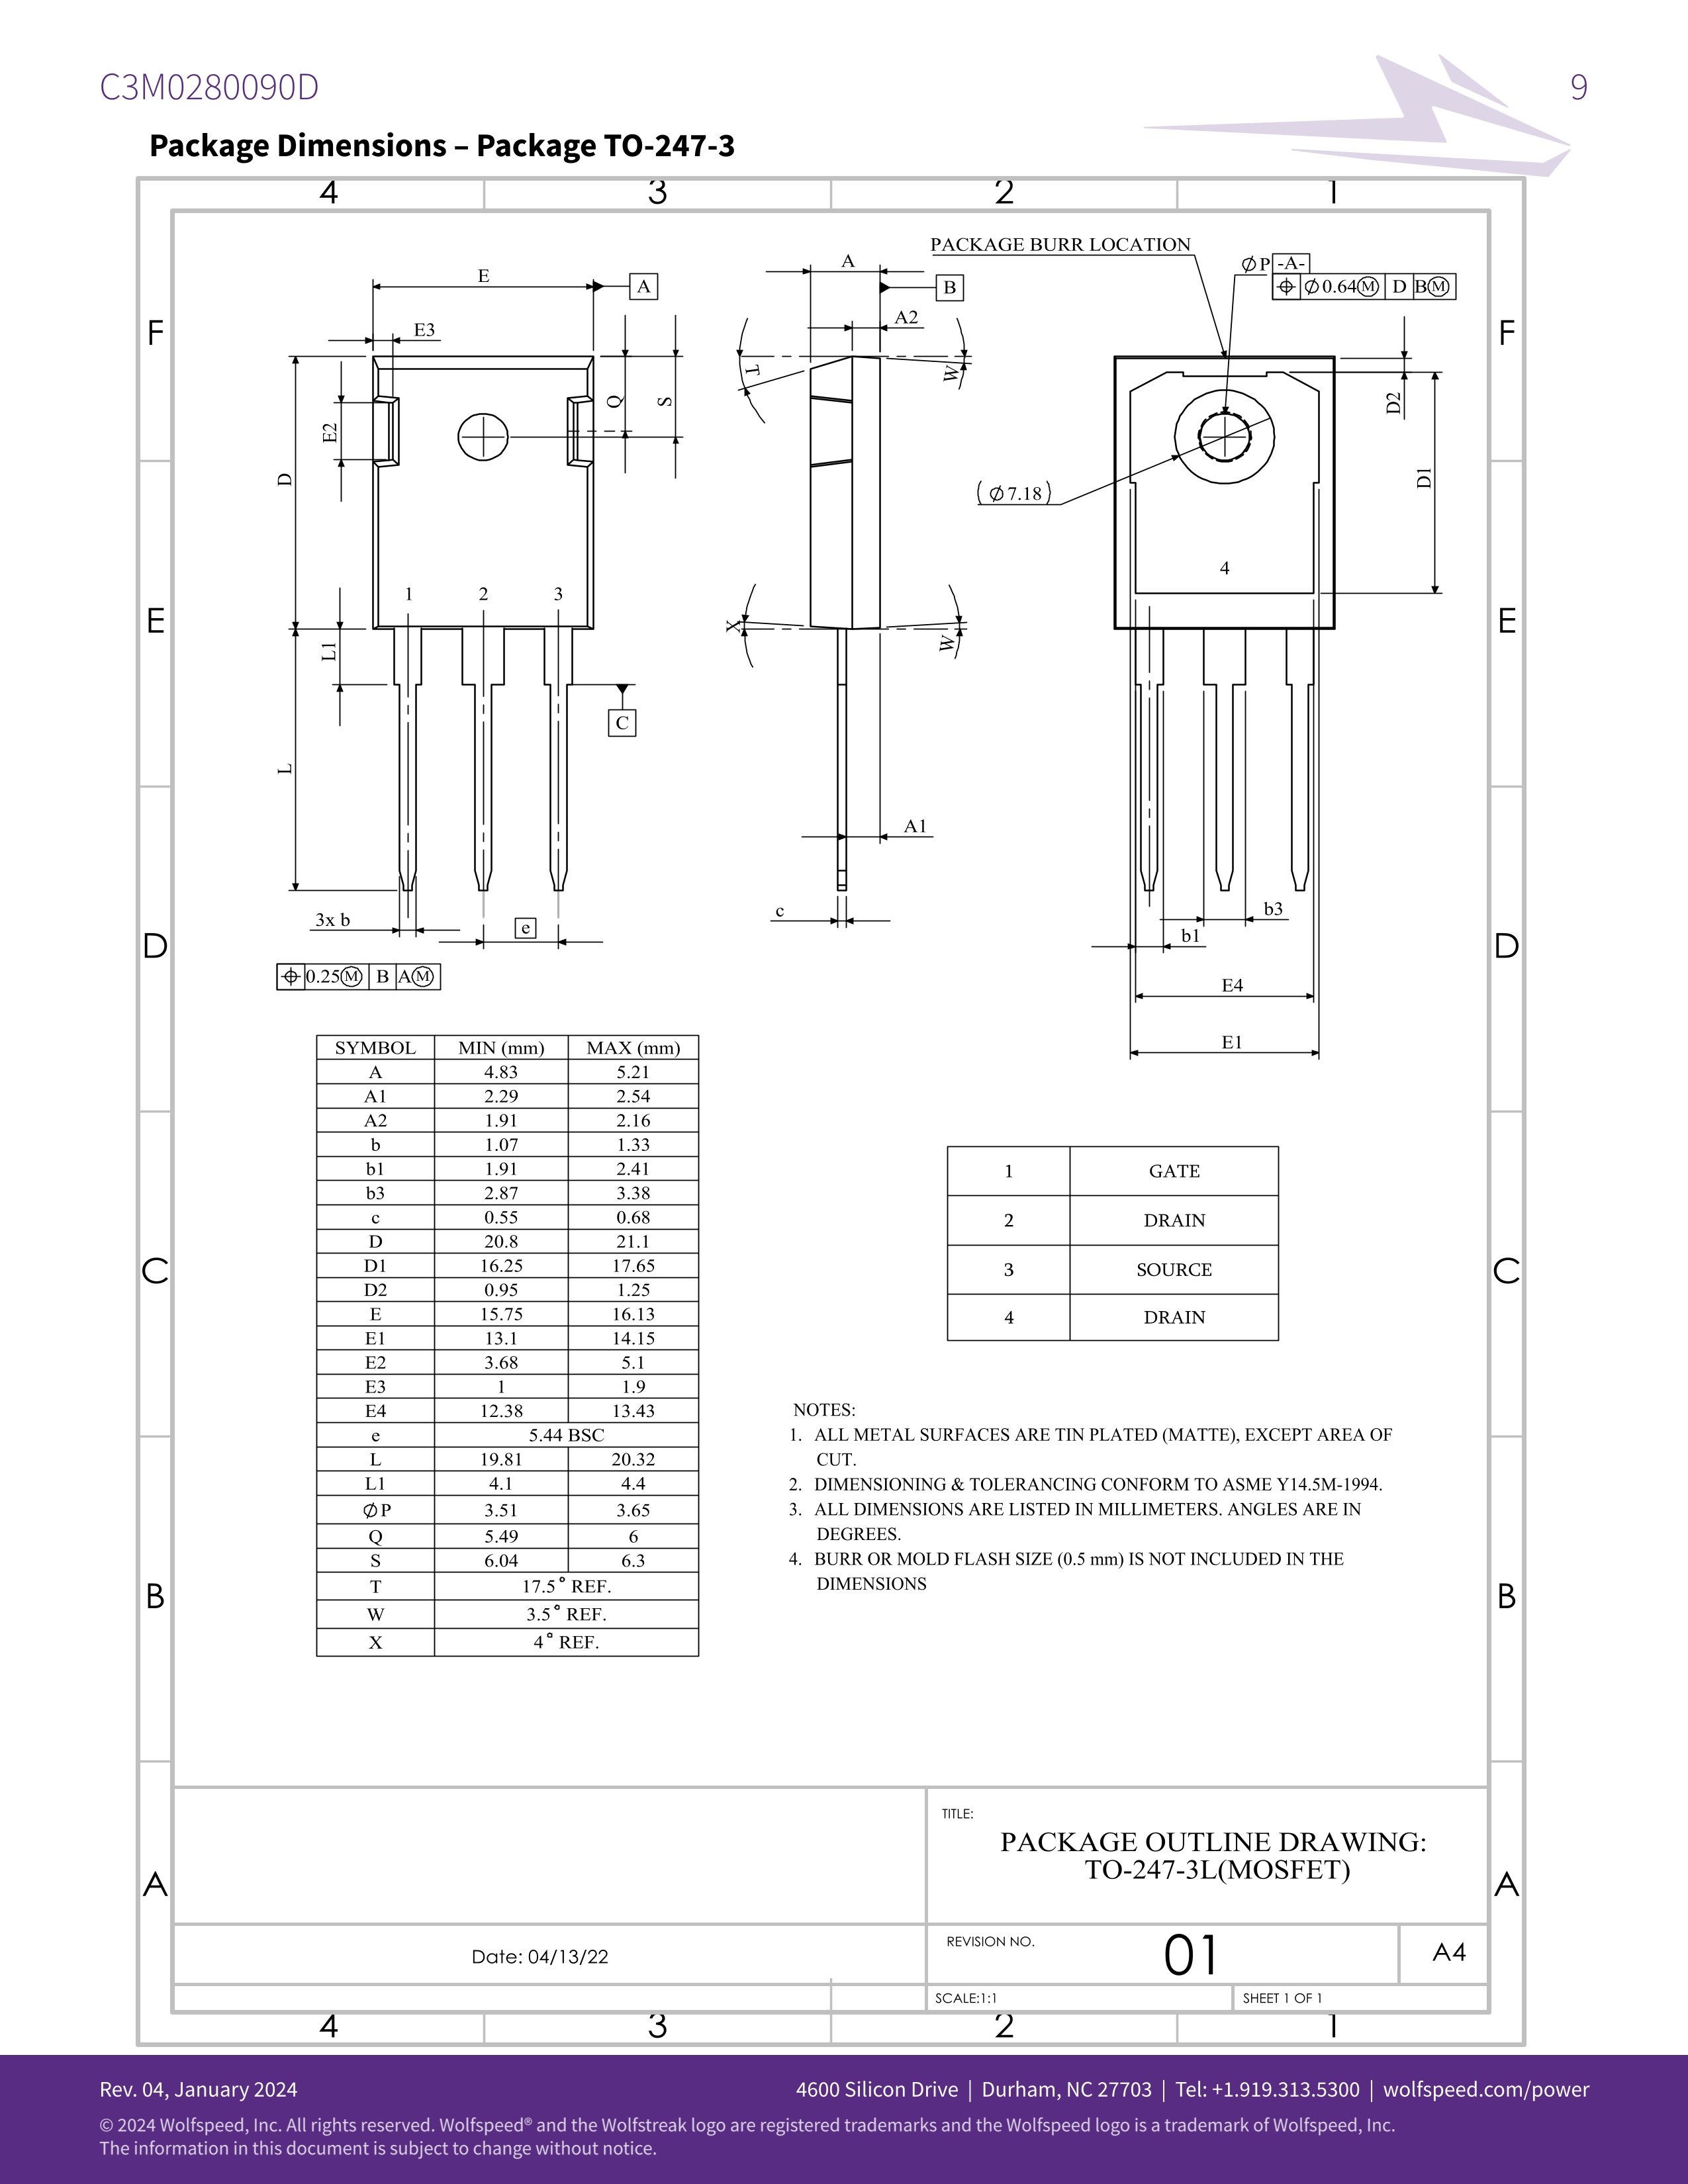 C3M0280090D
9
Package Dimensions – Package TO-247-3
4 3 2 1
PACKAGE BURR LOCATION
E
A
A
B
ØP -A-
Ø0.64Ⓜ D BⓂ
E3
A2
F
F
T
W
Q
S
D2
E2
D
D1
(Ø7.18)
4
1 2 3
E
E
L1
X
W
C
L
A1
3x b
e
c
b3
b1
D
D
0.25Ⓜ B AⓂ
E4
E1
SYMBOL MIN (mm) MAX (mm)
A 4.83 5.21
A1 2.29 2.54
A2 1.91 2.16
b 1.07 1.33
b1 1.91 2.41
b3 2.87 3.38
c 0.55 0.68
D 20.8 21.1
D1 16.25 17.65
D2 0.95 1.25
E 15.75 16.13
E1 13.1 14.15
E2 3.68 5.1
E3 1 1.9
E4 12.38 13.43
e 5.44 BSC
L 19.81 20.32
L1 4.1 4.4
ØP 3.51 3.65
Q 5.49 6
S 6.04 6.3
T 17.5° REF.
W 3.5° REF.
X 4° REF.
1 GATE
2 DRAIN
3 SOURCE
4 DRAIN
C
C
NOTES:
1. ALL METAL SURFACES ARE TIN PLATED (MATTE), EXCEPT AREA OF
CUT.
2. DIMENSIONING & TOLERANCING CONFORM TO ASME Y14.5M-1994.
3. ALL DIMENSIONS ARE LISTED IN MILLIMETERS. ANGLES ARE IN
DEGREES.
4. BURR OR MOLD FLASH SIZE (0.5 mm) IS NOT INCLUDED IN THE
DIMENSIONS
B
B
TITLE:
PACKAGE OUTLINE DRAWING:
TO-247-3L(MOSFET)
A
A
Date: 04/13/22
REVISION NO.
01
A4
SCALE:1:1
SHEET 1 OF 1
4 3 2 1
Rev. 04, January 2024
4600 Silicon Drive | Durham, NC 27703 | Tel: +1.919.313.5300 | wolfspeed.com/power
© 2024 Wolfspeed, Inc. All rights reserved. Wolfspeed® and the Wolfstreak logo are registered trademarks and the Wolfspeed logo is a trademark of Wolfspeed, Inc.
The information in this document is subject to change without notice.